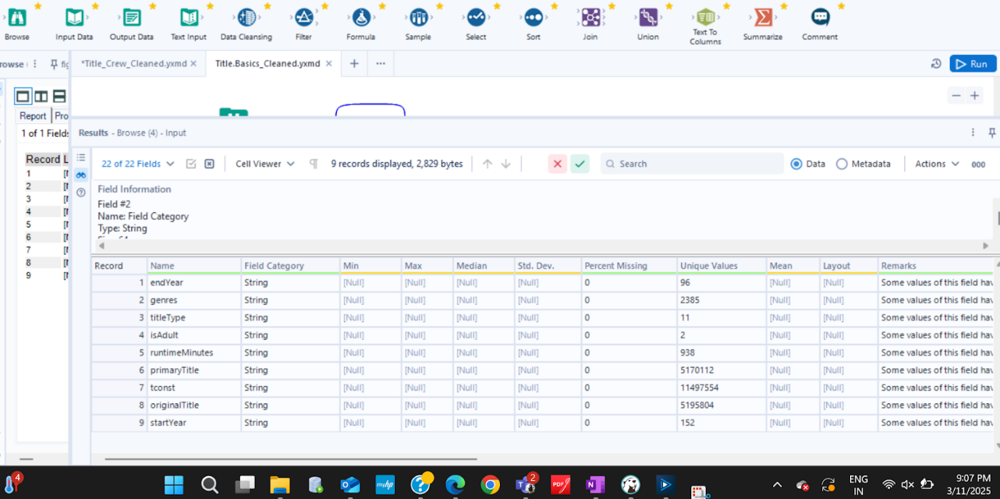 Browse Input Data Output Data Text Input Data Cleansing Filter Formula Sample Select Sort Join Union Text To Columns Summarize Comment
*Title_Crew_Cleaned.yxmd Title.Basics_Cleaned.yxmd + ... Run
Report
1 of 1 Fields
Record
1
2
3
4
5
6
7
8
9
Results - Browse (4) - Input
22 of 22 Fields Cell Viewer 9 records displayed, 2,829 bytes Search Data Metadata Actions 000
Field Information
Field #2
Name: Field Category
Type: String
Record Name Field Category Min Max Median Std. Dev. Percent Missing Unique Values Mean Layout Remarks
1 endYear String [Null] [Null] [Null] [Null] 0 96 [Null] [Null] Some values of this field hav
2 genres String [Null] [Null] [Null] [Null] 0 2385 [Null] [Null] Some values of this field hav
3 titleType String [Null] [Null] [Null] [Null] 0 11 [Null] [Null] Some values of this field hav
4 isAdult String [Null] [Null] [Null] [Null] 0 2 [Null] [Null] Some values of this field hav
5 runtimeMinutes String [Null] [Null] [Null] [Null] 0 938 [Null] [Null] Some values of this field hav
6 primaryTitle String [Null] [Null] [Null] [Null] 0 5170112 [Null] [Null] Some values of this field hav
7 tconst String [Null] [Null] [Null] [Null] 0 11497554 [Null] [Null] Some values of this field hav
8 originalTitle String [Null] [Null] [Null] [Null] 0 5195804 [Null] [Null] Some values of this field hav
9 startYear String [Null] [Null] [Null] [Null] 0 152 [Null] [Null] Some values of this field hav
4 myhp 2 PDF N ENG IN 9:07 PM
3/11/2025